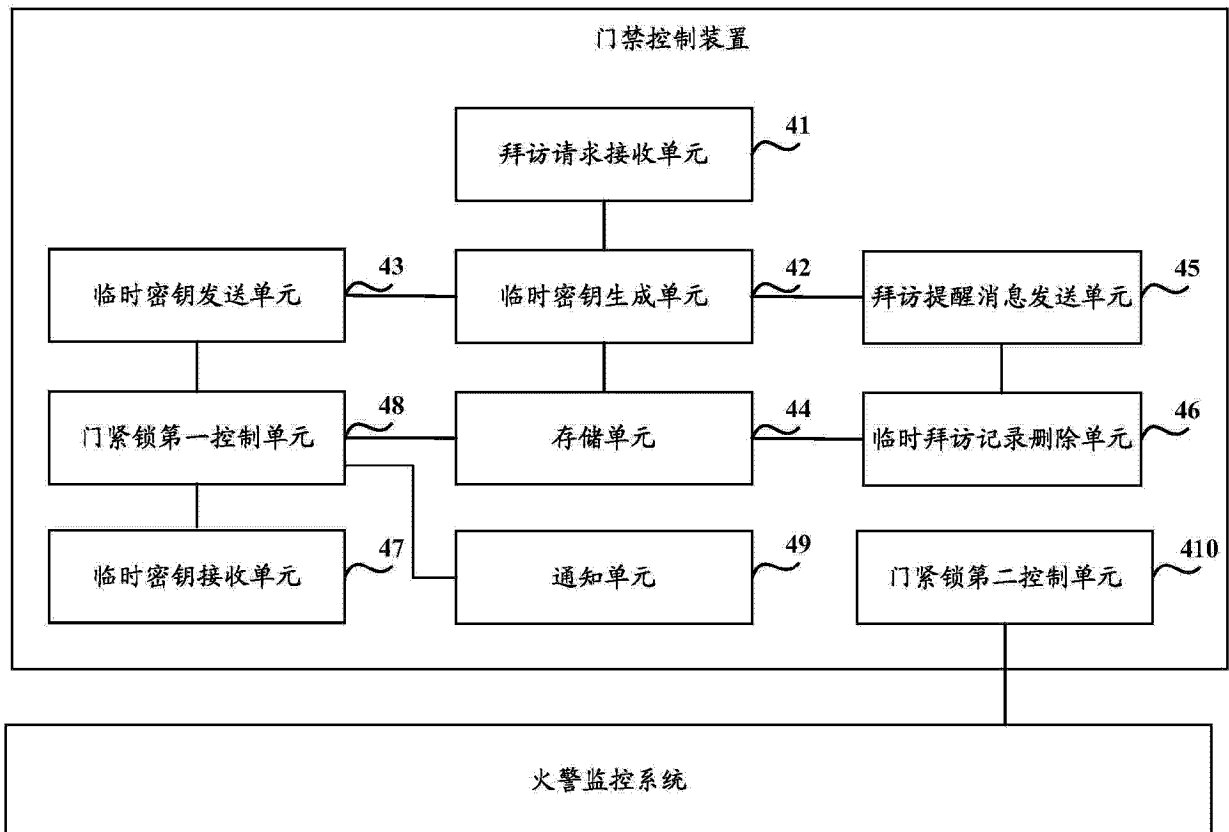 门禁控制装置
拜访请求接收单元
41
临时密钥发送单元
43
临时密钥生成单元
42
拜访提醒消息发送单元
45
门紧锁第一控制单元
48
存储单元
44
临时拜访记录删除单元
46
临时密钥接收单元
47
通知单元
49
门紧锁第二控制单元
410
火警监控系统